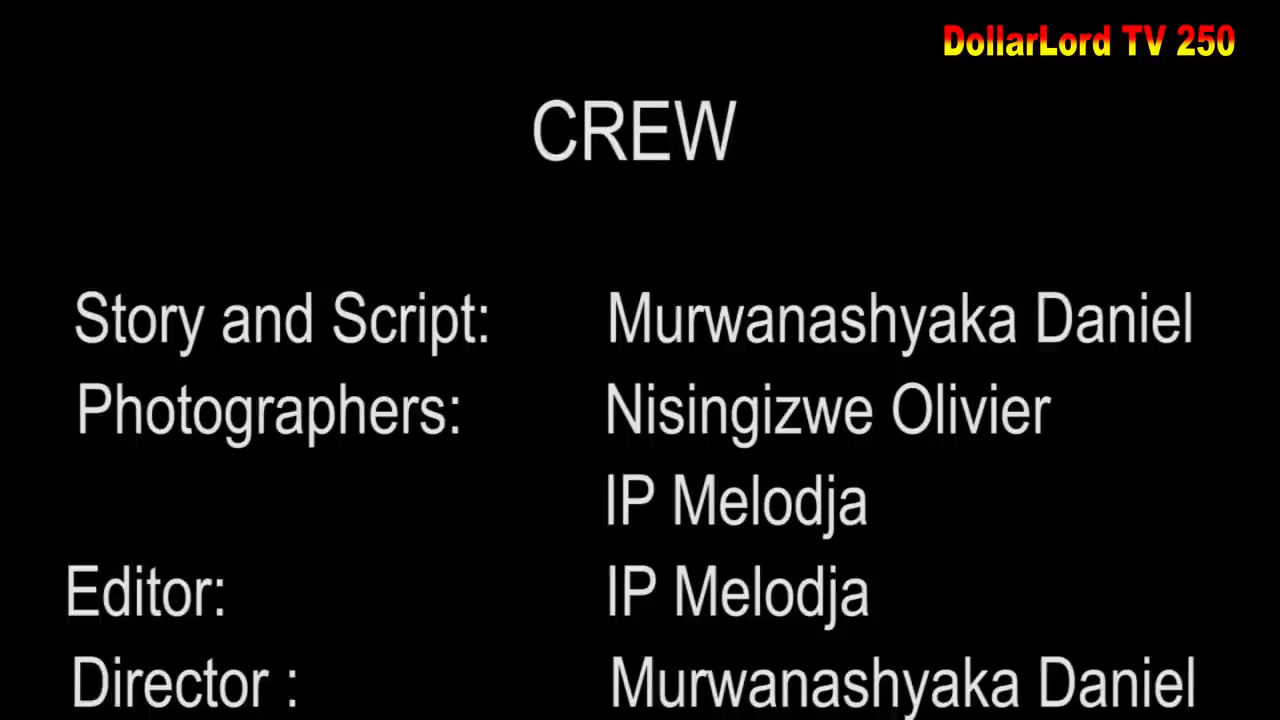 DollarLord TV 250
CREW
Story and Script: Murwanashyaka Daniel
Photographers: Nisingizwe Olivier
IP Melodja
Editor: IP Melodja
Director : Murwanashyaka Daniel